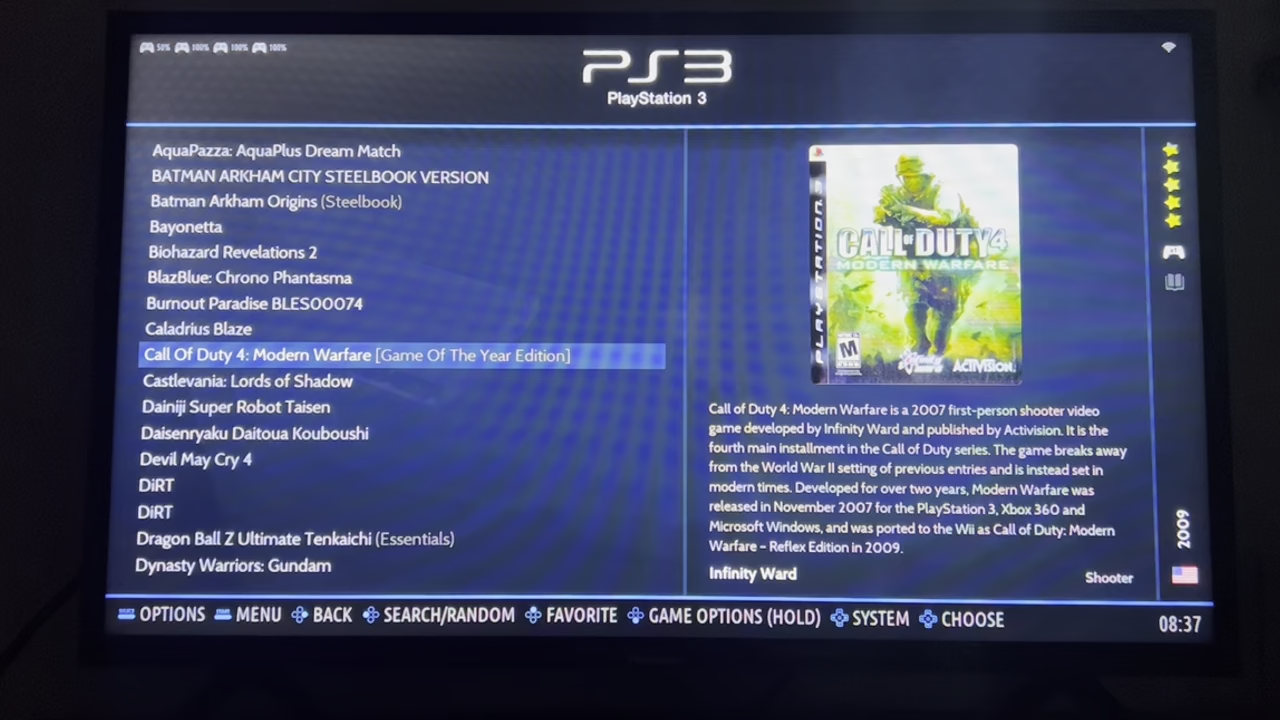 50% 100% 100% 100%
PS3
PlayStation 3
AquaPazza: AquaPlus Dream Match
BATMAN ARKHAM CITY STEELBOOK VERSION
Batman Arkham Origins (Steelbook)
Bayonetta
Biohazard Revelations 2
BlazBlue: Chrono Phantasma
Burnout Paradise BLES00074
Caladrius Blaze
Call Of Duty 4: Modern Warfare [Game Of The Year Edition]
Castlevania: Lords of Shadow
Dainiji Super Robot Taisen
Daisenryaku Daitoua Kouboushi
Devil May Cry 4
DiRT
DiRT
Dragon Ball Z Ultimate Tenkaichi (Essentials)
Dynasty Warriors: Gundam
PLAYSTATION 3
CALL OF DUTY 4
MODERN WARFARE
M
ACTIVISION
Call of Duty 4: Modern Warfare is a 2007 first-person shooter video
game developed by Infinity Ward and published by Activision. It is the
fourth main installment in the Call of Duty series. The game breaks away
from the World War II setting of previous entries and is instead set in
modern times. Developed for over two years, Modern Warfare was
released in November 2007 for the PlayStation 3, Xbox 360 and
Microsoft Windows, and was ported to the Wii as Call of Duty: Modern
Warfare – Reflex Edition in 2009.
Infinity Ward
Shooter
2009
OPTIONS MENU BACK SEARCH/RANDOM FAVORITE GAME OPTIONS (HOLD) SYSTEM CHOOSE
08:37